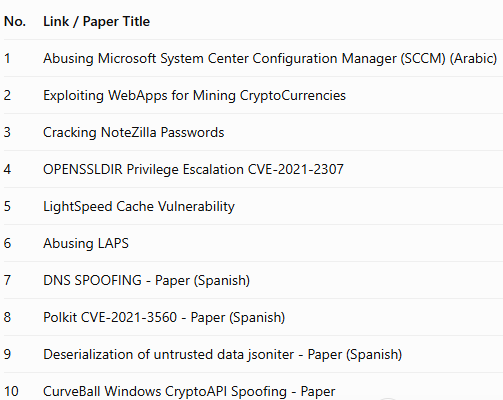 No. Link / Paper Title
1 Abusing Microsoft System Center Configuration Manager (SCCM) (Arabic)
2 Exploiting WebApps for Mining CryptoCurrencies
3 Cracking NoteZilla Passwords
4 OPENSSLDIR Privilege Escalation CVE-2021-2307
5 LightSpeed Cache Vulnerability
6 Abusing LAPS
7 DNS SPOOFING - Paper (Spanish)
8 Polkit CVE-2021-3560 - Paper (Spanish)
9 Deserialization of untrusted data jsoniter - Paper (Spanish)
10 CurveBall Windows CryptoAPI Spoofing - Paper